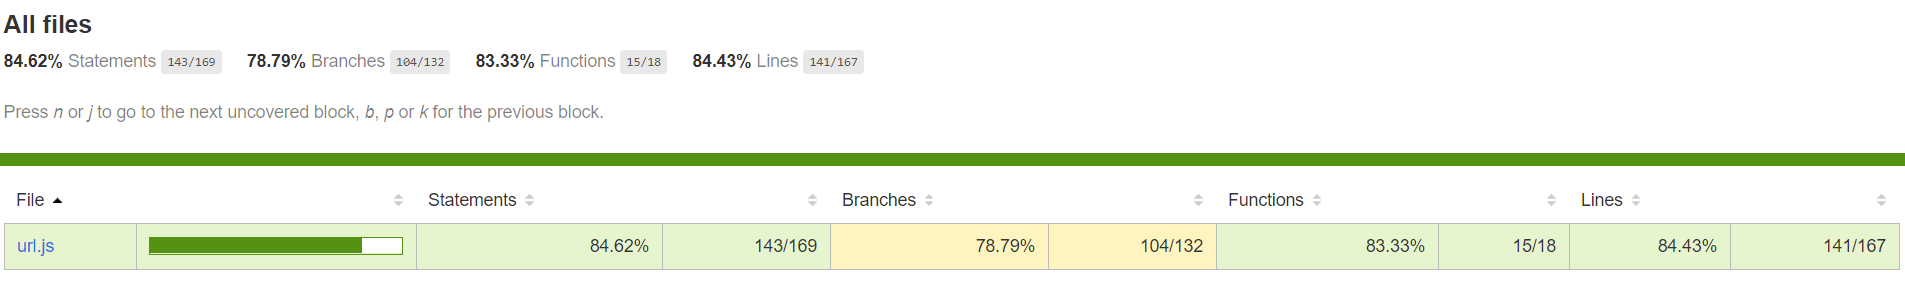 All files
84.62% Statements 143/169 78.79% Branches 104/132 83.33% Functions 15/18 84.43% Lines 141/167
Press n or j to go to the next uncovered block, b, p or k for the previous block.
File Statements Branches Functions Lines
url.js 84.62% 143/169 78.79% 104/132 83.33% 15/18 84.43% 141/167